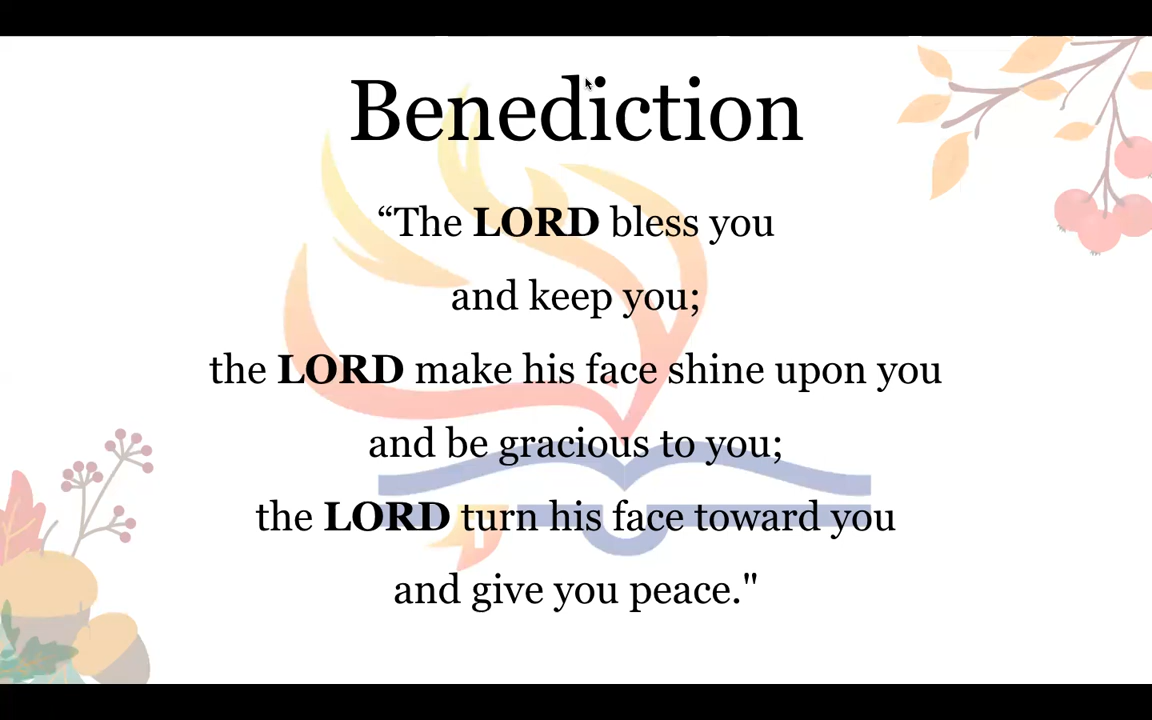 Benediction
“The LORD bless you
and keep you;
the LORD make his face shine upon you
and be gracious to you;
the LORD turn his face toward you
and give you peace."